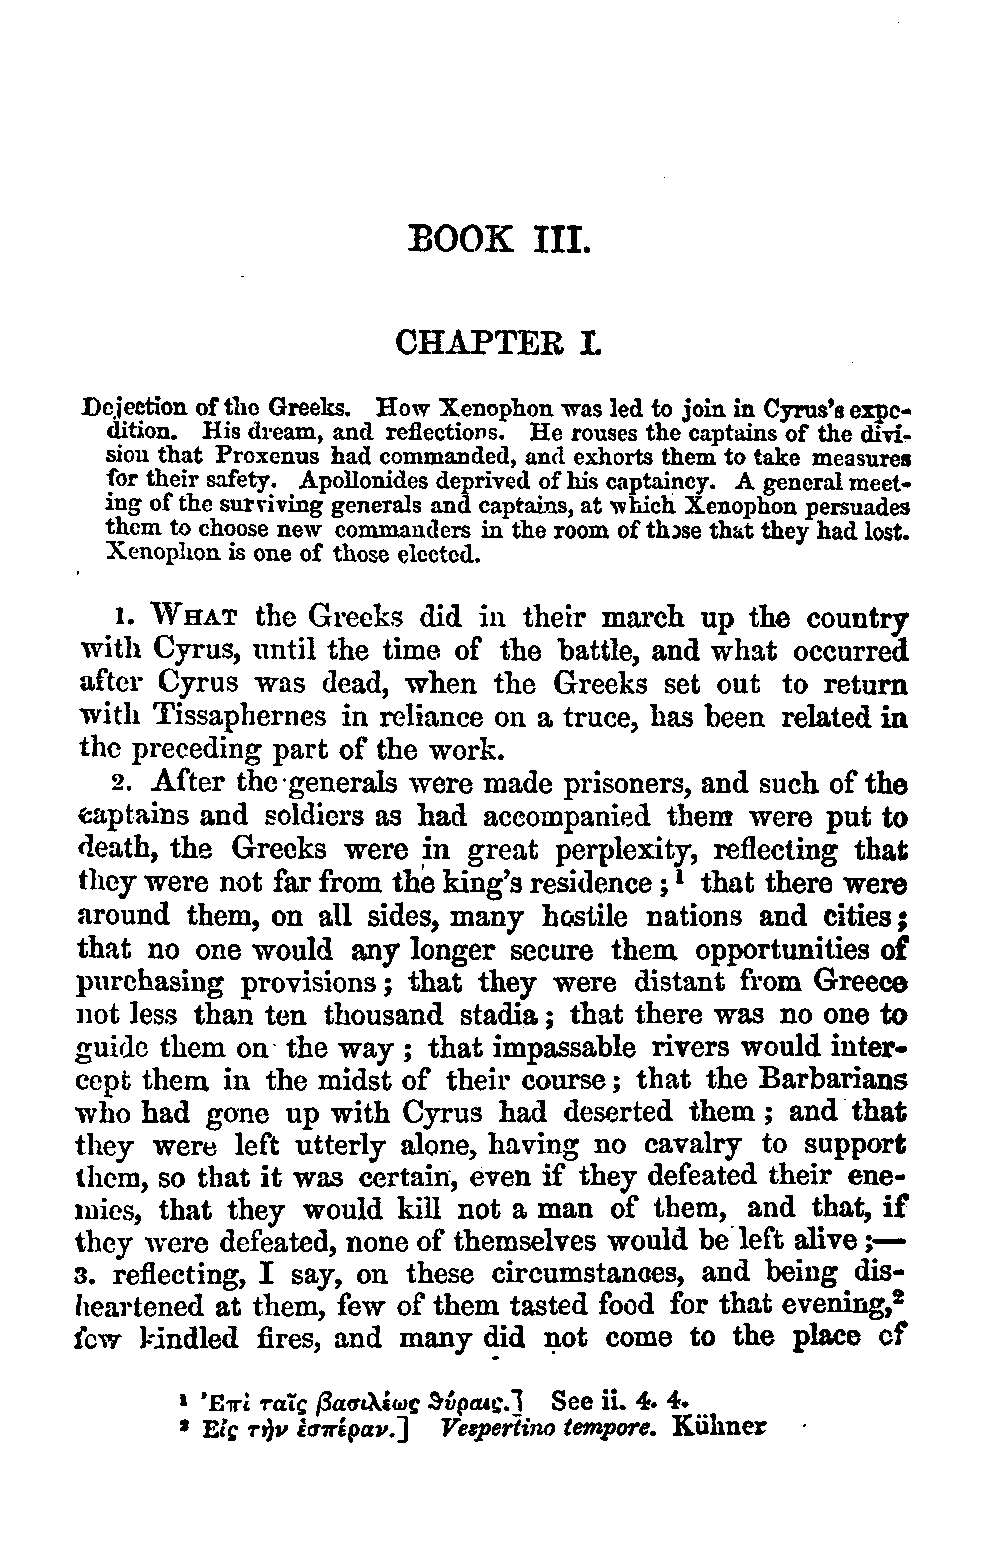 BOOK III.
CHAPTER I.
Dejection of the Greeks. How Xenophon was led to join in Cyrus's expe-
dition. His dream, and reflections. He rouses the captains of the divi-
sion that Proxenus had commanded, and exhorts them to take measures
for their safety. Apollonides deprived of his captaincy. A general meet-
ing of the surviving generals and captains, at which Xenophon persuades
them to choose new commanders in the room of those that they had lost.
Xenophon is one of those elected.
1. WHAT the Greeks did in their march up the country
with Cyrus, until the time of the battle, and what occurred
after Cyrus was dead, when the Greeks set out to return
with Tissaphernes in reliance on a truce, has been related in
the preceding part of the work.
2. After the generals were made prisoners, and such of the
captains and soldiers as had accompanied them were put to
death, the Greeks were in great perplexity, reflecting that
they were not far from the king's residence ;¹ that there were
around them, on all sides, many hostile nations and cities;
that no one would any longer secure them opportunities of
purchasing provisions; that they were distant from Greece
not less than ten thousand stadia; that there was no one to
guide them on the way ; that impassable rivers would inter-
cept them in the midst of their course; that the Barbarians
who had gone up with Cyrus had deserted them ; and that
they were left utterly alone, having no cavalry to support
them, so that it was certain, even if they defeated their ene-
mies, that they would kill not a man of them, and that, if
they were defeated, none of themselves would be left alive ;—
3. reflecting, I say, on these circumstances, and being dis-
heartened at them, few of them tasted food for that evening,²
few kindled fires, and many did not come to the place of
¹ Ἐπὶ ταῖς βασιλέως ϑύραις.] See ii. 4. 4.
² Εἰς τὴν ἑσπέραν.] Vespertino tempore. Kühner